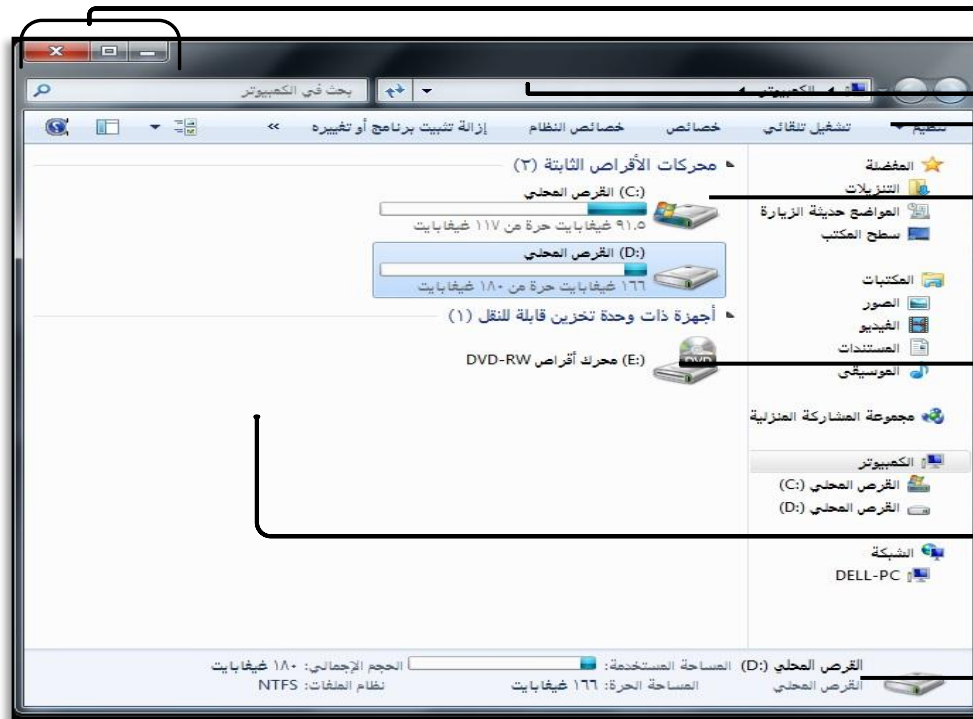 الكمبيوتر
بحث في الكمبيوتر
تنظيم
تشغيل تلقائي
خصائص
خصائص النظام
إزالة تثبيت برنامج أو تغييره
»
المفضلة
التنزيلات
المواضع حديثة الزيارة
سطح المكتب
المكتبات
الصور
الفيديو
المستندات
الموسيقى
مجموعة المشاركة المنزلية
الكمبيوتر
القرص المحلي (C:)
القرص المحلي (D:)
الشبكة
DELL-PC
محركات الأقراص الثابتة (٢)
(C:) القرص المحلي
٩١.٥ غيغابايت حرة من ١١٧ غيغابايت
(D:) القرص المحلي
١٦٦ غيغابايت حرة من ١٨٠ غيغابايت
أجهزة ذات وحدة تخزين قابلة للنقل (١)
DVD
(E:) محرك أقراص DVD-RW
القرص المحلي (D:) المساحة المستخدمة: الحجم الإجمالي: ١٨٠ غيغابايت
القرص المحلي المساحة الحرة: ١٦٦ غيغابايت نظام الملفات: NTFS